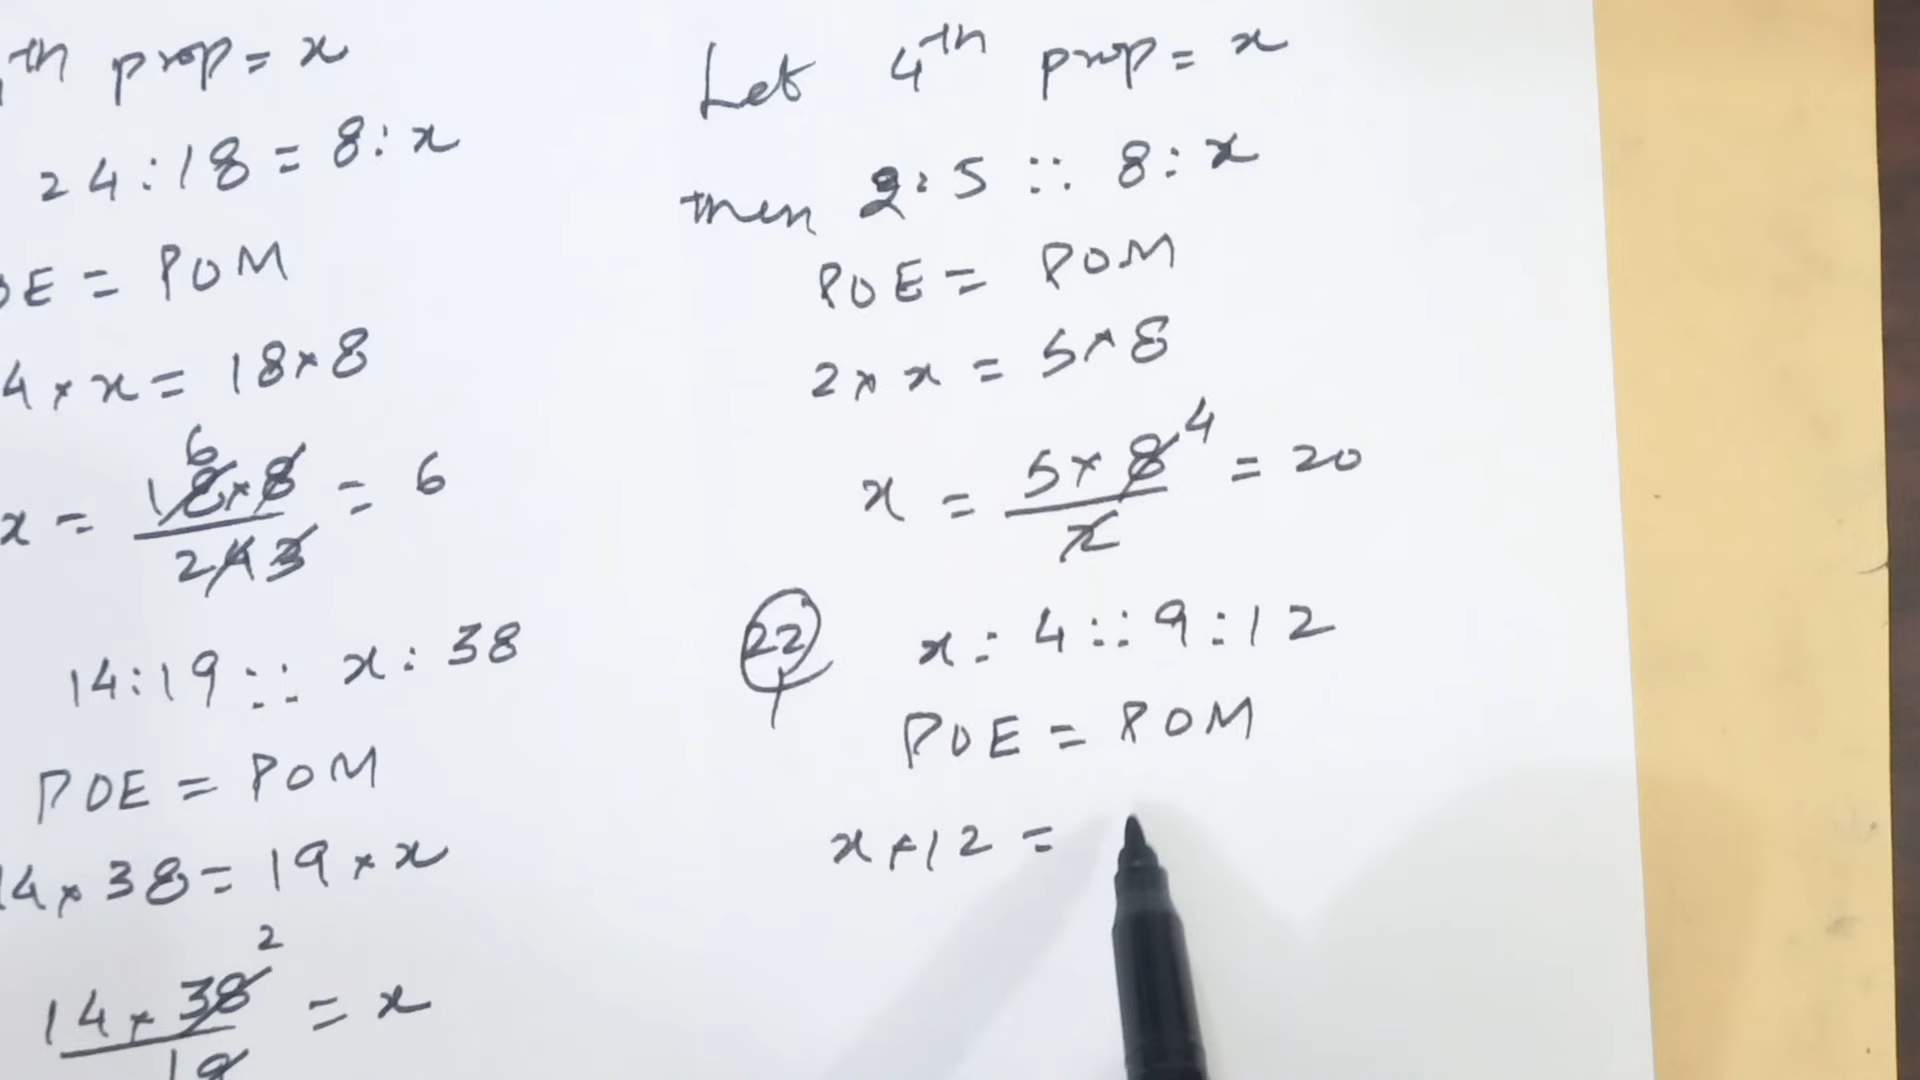 th prop = x
24 : 18 = 8 : x
OE = POM
4 × x = 18 × 8
6
x = 18 × 8 / 24 3 = 6
14 : 19 :: x : 38
POE = POM
14 × 38 = 19 × x
2
14 × 38 / 19 = x
Let 4th prop = x
then 2 : 5 :: 8 : x
POE = POM
2 × x = 5 × 8
4
x = 5 × 8 / 2 = 20
22 x : 4 :: 9 : 12
POE = POM
x × 12 =